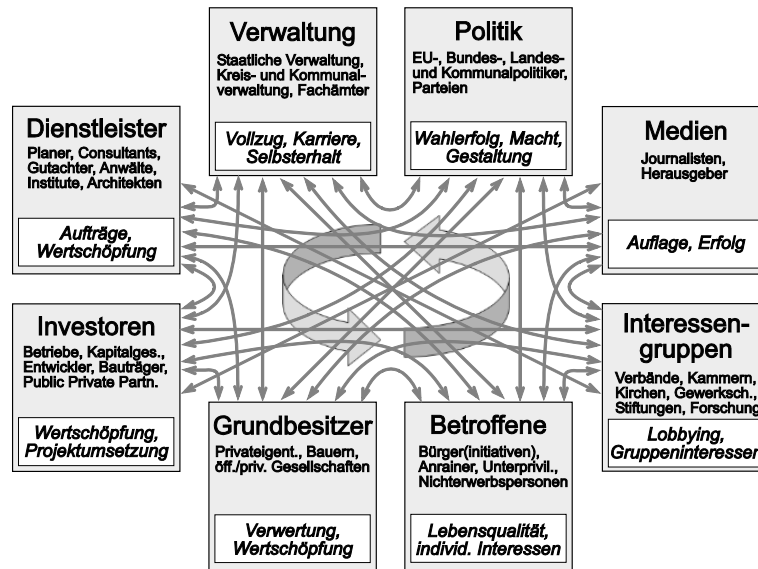 Verwaltung
Staatliche Verwaltung,
Kreis- und Kommunal-
verwaltung, Fachämter
Vollzug, Karriere,
Selbsterhalt
Politik
EU-, Bundes-, Landes-
und Kommunalpolitiker,
Parteien
Wahlerfolg, Macht,
Gestaltung
Dienstleister
Planer, Consultants,
Gutachter, Anwälte,
Institute, Architekten
Aufträge,
Wertschöpfung
Medien
Journalisten,
Herausgeber
Auflage, Erfolg
Investoren
Betriebe, Kapitalges.,
Entwickler, Bauträger,
Public Private Partn.
Wertschöpfung,
Projektumsetzung
Interessen-
gruppen
Verbände, Kammern,
Kirchen, Gewerksch.,
Stiftungen, Forschung
Lobbying,
Gruppeninteressen
Grundbesitzer
Privateigent., Bauern,
öff./priv. Gesellschaften
Verwertung,
Wertschöpfung
Betroffene
Bürger(initiativen),
Anrainer, Unterprivil.,
Nichterwerbspersonen
Lebensqualität,
individ. Interessen